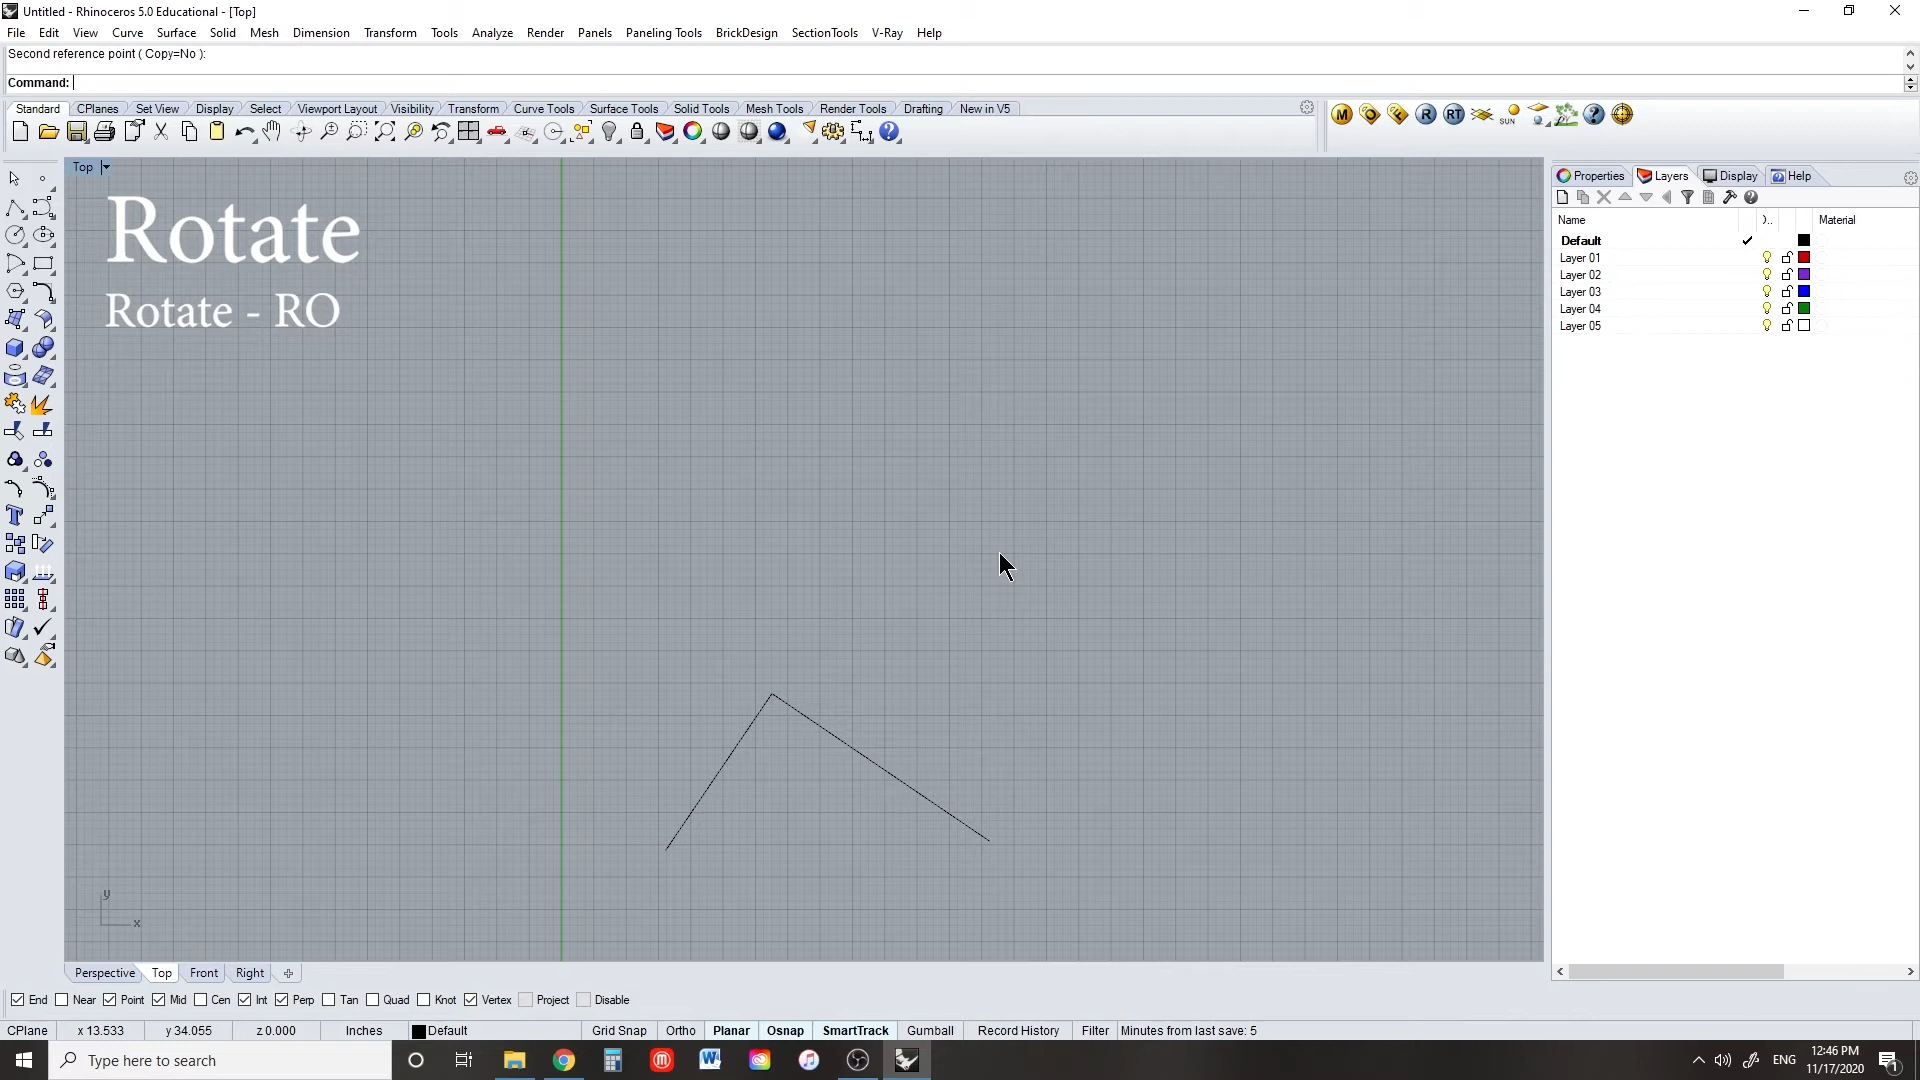 Untitled - Rhinoceros 5.0 Educational - [Top]
File Edit View Curve Surface Solid Mesh Dimension Transform Tools Analyze Render Panels Paneling Tools BrickDesign SectionTools V-Ray Help
Second reference point ( Copy=No ):
Command:
Standard CPlanes Set View Display Select Viewport Layout Visibility Transform Curve Tools Surface Tools Solid Tools Mesh Tools Render Tools Drafting New in V5
M R RT SUN
Top
Properties Layers Display Help
Rotate
Rotate - RO
Name Material
Default
Layer 01
Layer 02
Layer 03
Layer 04
Layer 05
y
x
Perspective Top Front Right
End Near Point Mid Cen Int Perp Tan Quad Knot Vertex Project Disable
CPlane x 13.533 y 34.055 z 0.000 Inches Default Grid Snap Ortho Planar Osnap SmartTrack Gumball Record History Filter Minutes from last save: 5
Type here to search
ENG
12:46 PM
11/17/2020
1